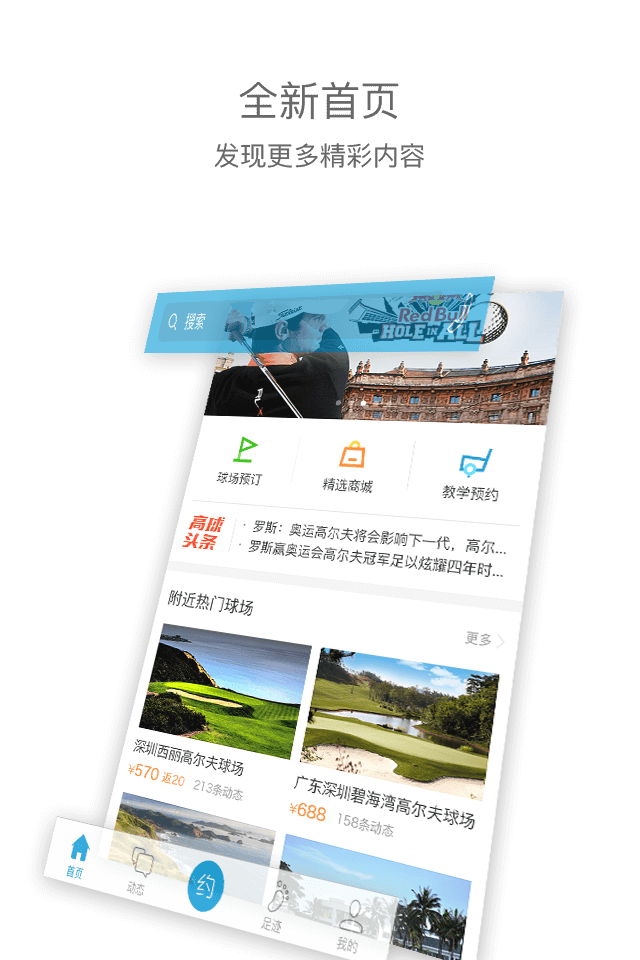 全新首页
发现更多精彩内容
搜索
Titleist
Red Bull
HOLE IN ALL
球场预订
精选商城
教学预约
高球
头条
· 罗斯：奥运高尔夫将会影响下一代，高尔...
· 罗斯赢奥运会高尔夫冠军足以炫耀四年时...
附近热门球场
更多
深圳西丽高尔夫球场
¥570 返20 213条动态
广东深圳碧海湾高尔夫球场
¥688 158条动态
首页
动态
约
足迹
我的